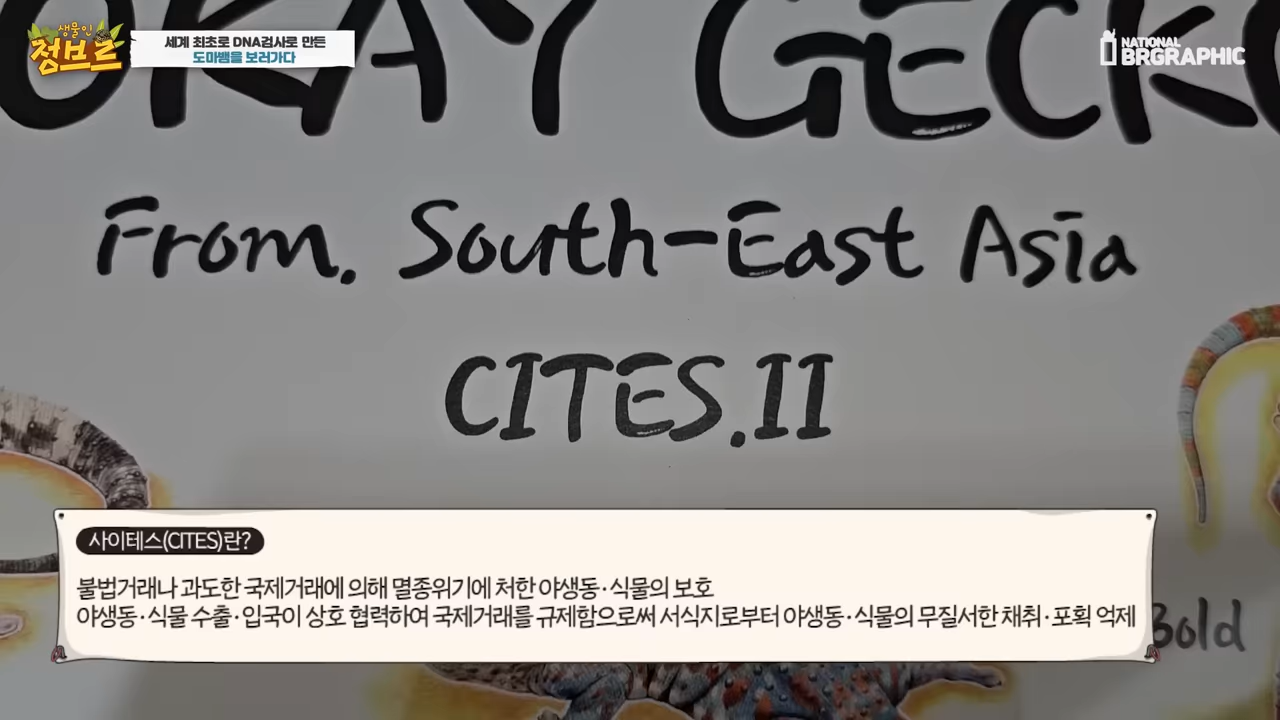 생물인
정브르
세계 최초로 DNA검사로 만든
도마뱀을 보러가다
NATIONAL
BRGRAPHIC
OKAY GECKO
From. South-East Asia
CITES.II
사이테스(CITES)란?
불법거래나 과도한 국제거래에 의해 멸종위기에 처한 야생동·식물의 보호
야생동·식물 수출·입국이 상호 협력하여 국제거래를 규제함으로써 서식지로부터 야생동·식물의 무질서한 채취·포획 억제
Bold